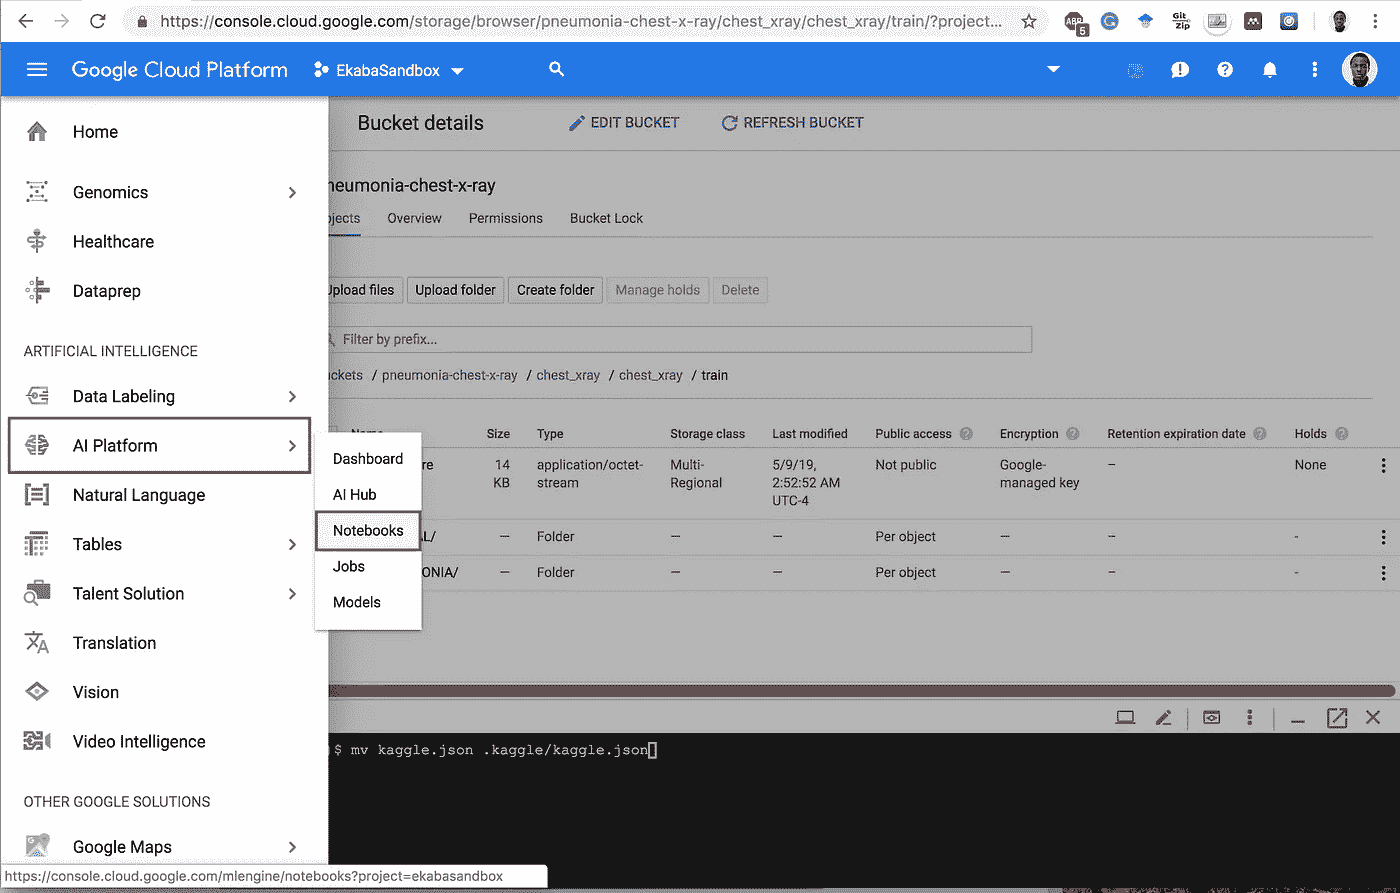 https://console.cloud.google.com/storage/browser/pneumonia-chest-x-ray/chest_xray/chest_xray/train/?project...
ABP
5
Git
Zip
Google Cloud Platform
EkabaSandbox
Home
Genomics
Healthcare
Dataprep
ARTIFICIAL INTELLIGENCE
Data Labeling
AI Platform
Natural Language
Tables
Talent Solution
Translation
Vision
Video Intelligence
OTHER GOOGLE SOLUTIONS
Google Maps
https://console.cloud.google.com/mlengine/notebooks?project=ekabasandbox
Dashboard
AI Hub
Notebooks
Jobs
Models
Bucket details
EDIT BUCKET
REFRESH BUCKET
neumonia-chest-x-ray
jects Overview Permissions Bucket Lock
pload files Upload folder Create folder Manage holds Delete
Filter by prefix...
ckets / pneumonia-chest-x-ray / chest_xray / chest_xray / train
Name Size Type Storage class Last modified Public access Encryption Retention expiration date Holds
re 14 KB application/octet-stream Multi-Regional 5/9/19, 2:52:52 AM UTC-4 Not public Google-managed key – None
AL/ — Folder — — Per object — – -
ONIA/ — Folder — — Per object — – -
$ mv kaggle.json .kaggle/kaggle.json